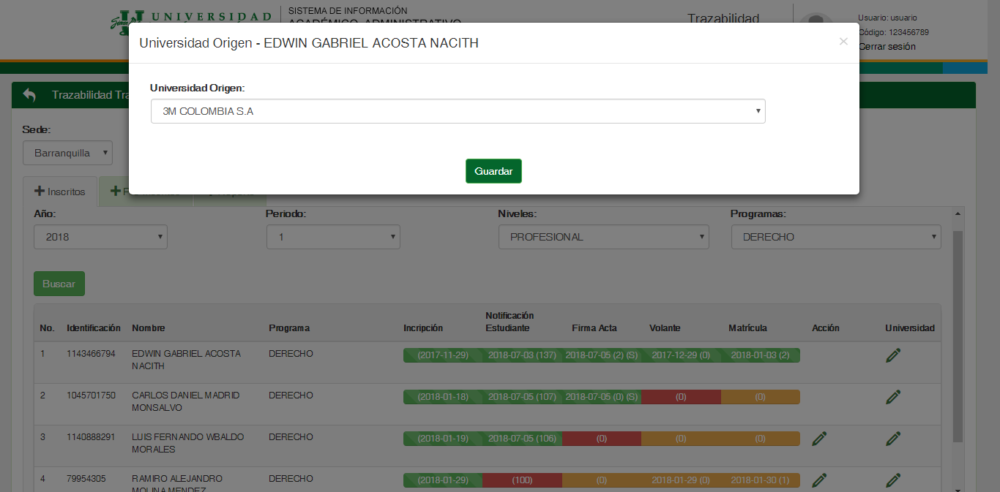 UNIVERSIDAD
SISTEMA DE INFORMACIÓN
ACADÉMICO - ADMINISTRATIVO
Trazabilidad
Usuario: usuario
Código: 123456789
Cerrar sesión
Universidad Origen - EDWIN GABRIEL ACOSTA NACITH
×
Universidad Origen:
3M COLOMBIA S.A
Guardar
Trazabilidad
Sede:
Barranquilla
Inscritos
Año:
Periodo:
Niveles:
Programas:
2018
1
PROFESIONAL
DERECHO
Buscar
No. Identificación Nombre Programa Incripción Notificación Estudiante Firma Acta Volante Matrícula Acción Universidad
1 1143466794 EDWIN GABRIEL ACOSTA NACITH DERECHO (2017-11-29) 2018-07-03 (137) 2018-07-05 (2) (S) 2017-12-29 (0) 2018-01-03 (2)
2 1045701750 CARLOS DANIEL MADRID MONSALVO DERECHO (2018-01-18) 2018-07-05 (107) 2018-07-05 (0) (S) (0) (0)
3 1140888291 LUIS FERNANDO WBALDO MORALES DERECHO (2018-01-19) 2018-07-05 (106) (0) (0) (0)
4 79954305 RAMIRO ALEJANDRO MOLINA MENDEZ DERECHO (2018-01-29) (100) (0) 2018-01-29 (0) 2018-01-30 (1)